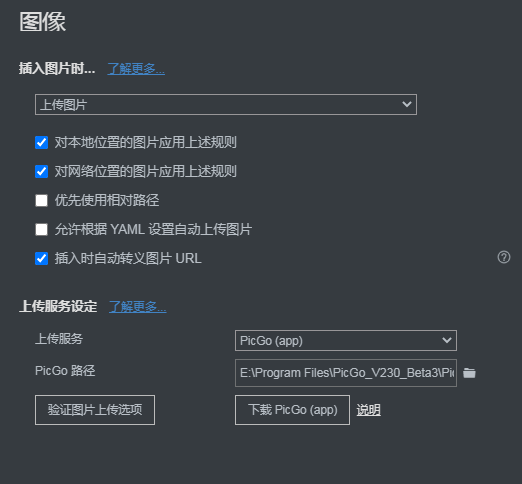 图像
插入图片时... 了解更多...
上传图片
对本地位置的图片应用上述规则
对网络位置的图片应用上述规则
优先使用相对路径
允许根据 YAML 设置自动上传图片
插入时自动转义图片 URL
上传服务设定 了解更多...
上传服务 PicGo (app)
PicGo 路径 E:\Program Files\PicGo_V230_Beta3\Pic
验证图片上传选项 下载 PicGo (app) 说明